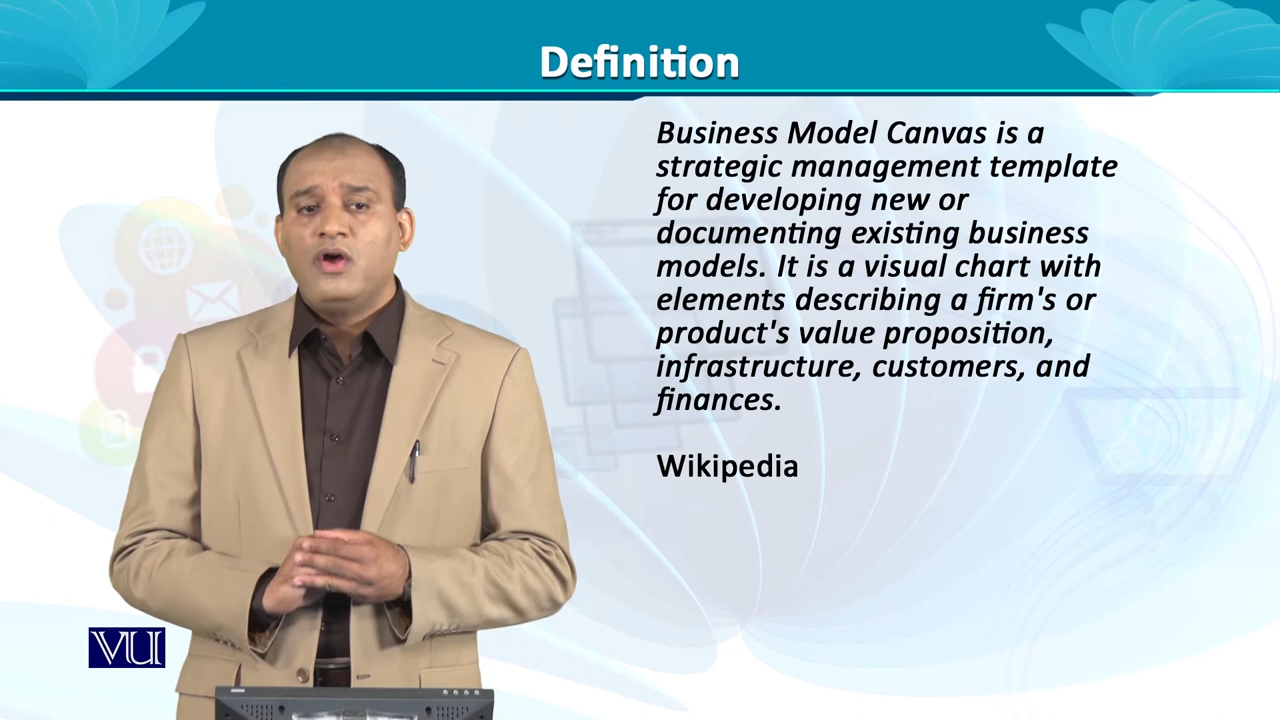 Definition
Business Model Canvas is a
strategic management template
for developing new or
documenting existing business
models. It is a visual chart with
elements describing a firm's or
product's value proposition,
infrastructure, customers, and
finances.
Wikipedia
VU